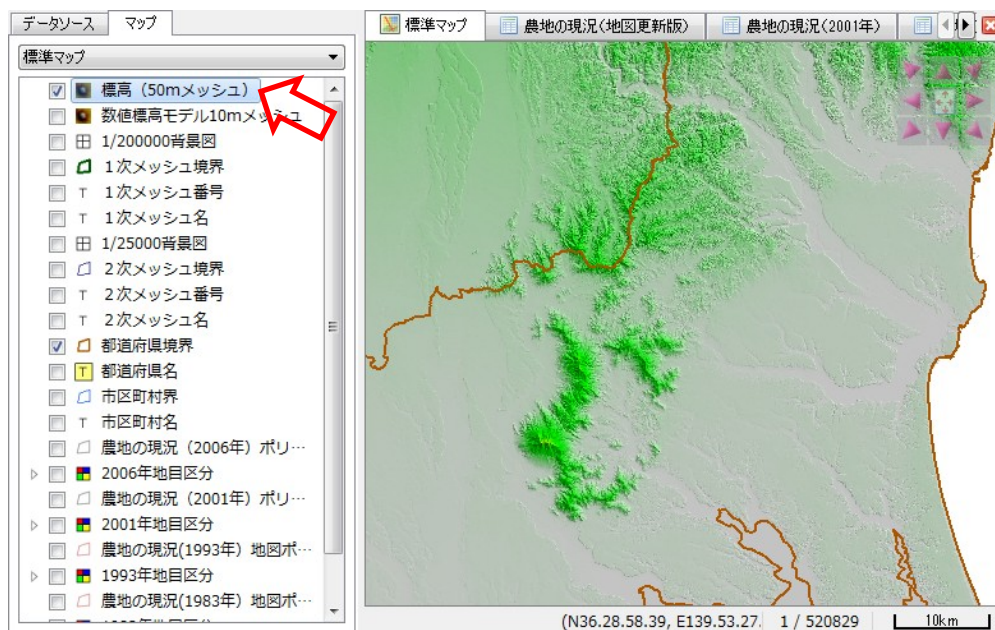 データソース マップ
標準マップ
標高（50mメッシュ）
数値標高モデル10mメッシュ
1/200000背景図
1次メッシュ境界
1次メッシュ番号
1次メッシュ名
1/25000背景図
2次メッシュ境界
2次メッシュ番号
2次メッシュ名
都道府県境界
T 都道府県名
市区町村界
T 市区町村名
農地の現況（2006年）ポリ…
2006年地目区分
農地の現況（2001年）ポリ…
2001年地目区分
農地の現況(1993年）地図ポ…
1993年地目区分
農地の現況(1983年）地図ポ…
標準マップ 農地の現況(地図更新版) 農地の現況(2001年)
(N36.28.58.39, E139.53.27. 1 / 520829 10km